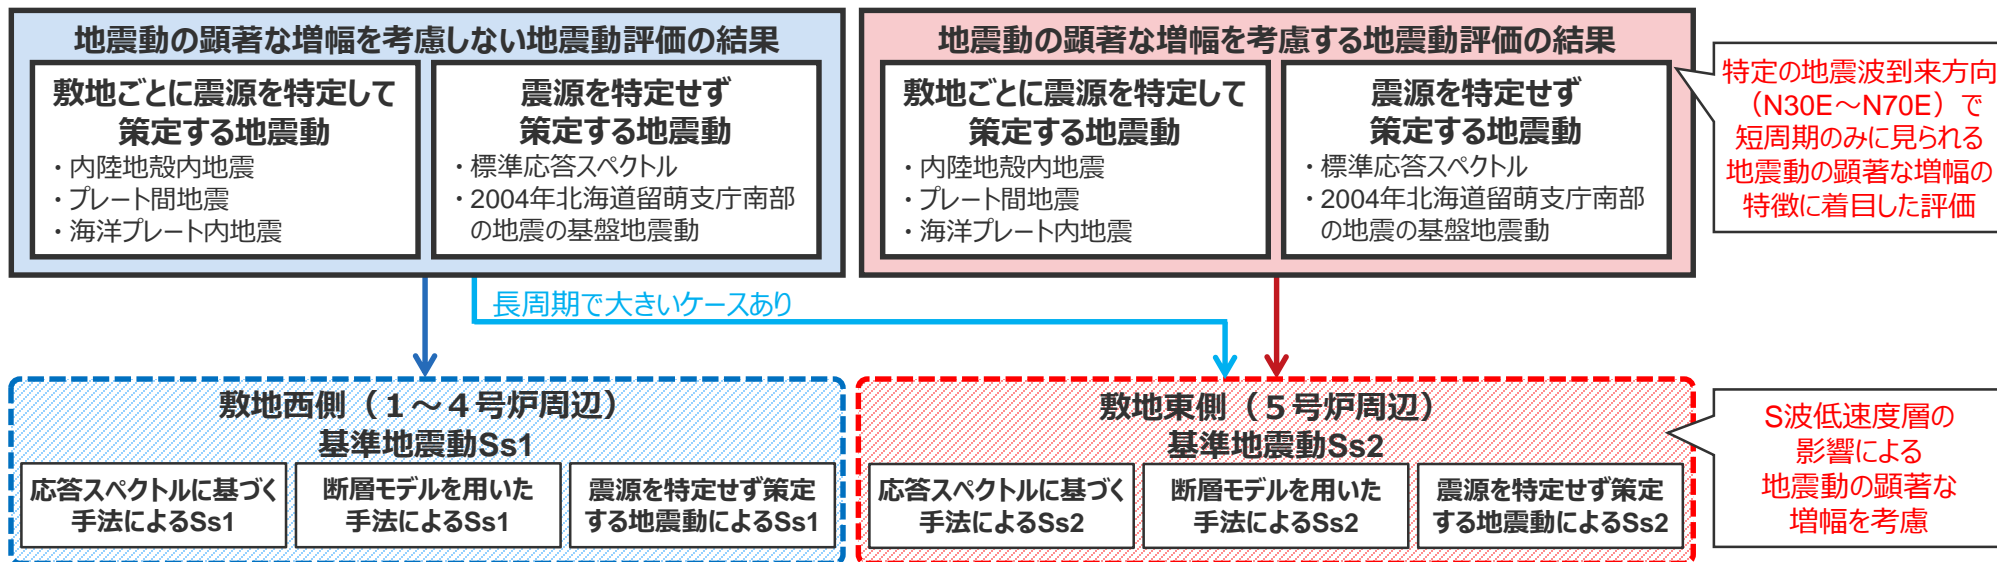 地震動の顕著な増幅を考慮しない地震動評価の結果
敷地ごとに震源を特定して
策定する地震動
・内陸地殻内地震
・プレート間地震
・海洋プレート内地震
震源を特定せず
策定する地震動
・標準応答スペクトル
・2004年北海道留萌支庁南部
の地震の基盤地震動
地震動の顕著な増幅を考慮する地震動評価の結果
敷地ごとに震源を特定して
策定する地震動
・内陸地殻内地震
・プレート間地震
・海洋プレート内地震
震源を特定せず
策定する地震動
・標準応答スペクトル
・2004年北海道留萌支庁南部
の地震の基盤地震動
特定の地震波到来方向
（N30E～N70E）で
短周期のみに見られる
地震動の顕著な増幅の
特徴に着目した評価
長周期で大きいケースあり
敷地西側（１～４号炉周辺）
基準地震動Ss1
応答スペクトルに基づく
手法によるSs1
断層モデルを用いた
手法によるSs1
震源を特定せず策定
する地震動によるSs1
敷地東側（５号炉周辺）
基準地震動Ss2
応答スペクトルに基づく
手法によるSs2
断層モデルを用いた
手法によるSs2
震源を特定せず策定
する地震動によるSs2
S波低速度層の
影響による
地震動の顕著な
増幅を考慮